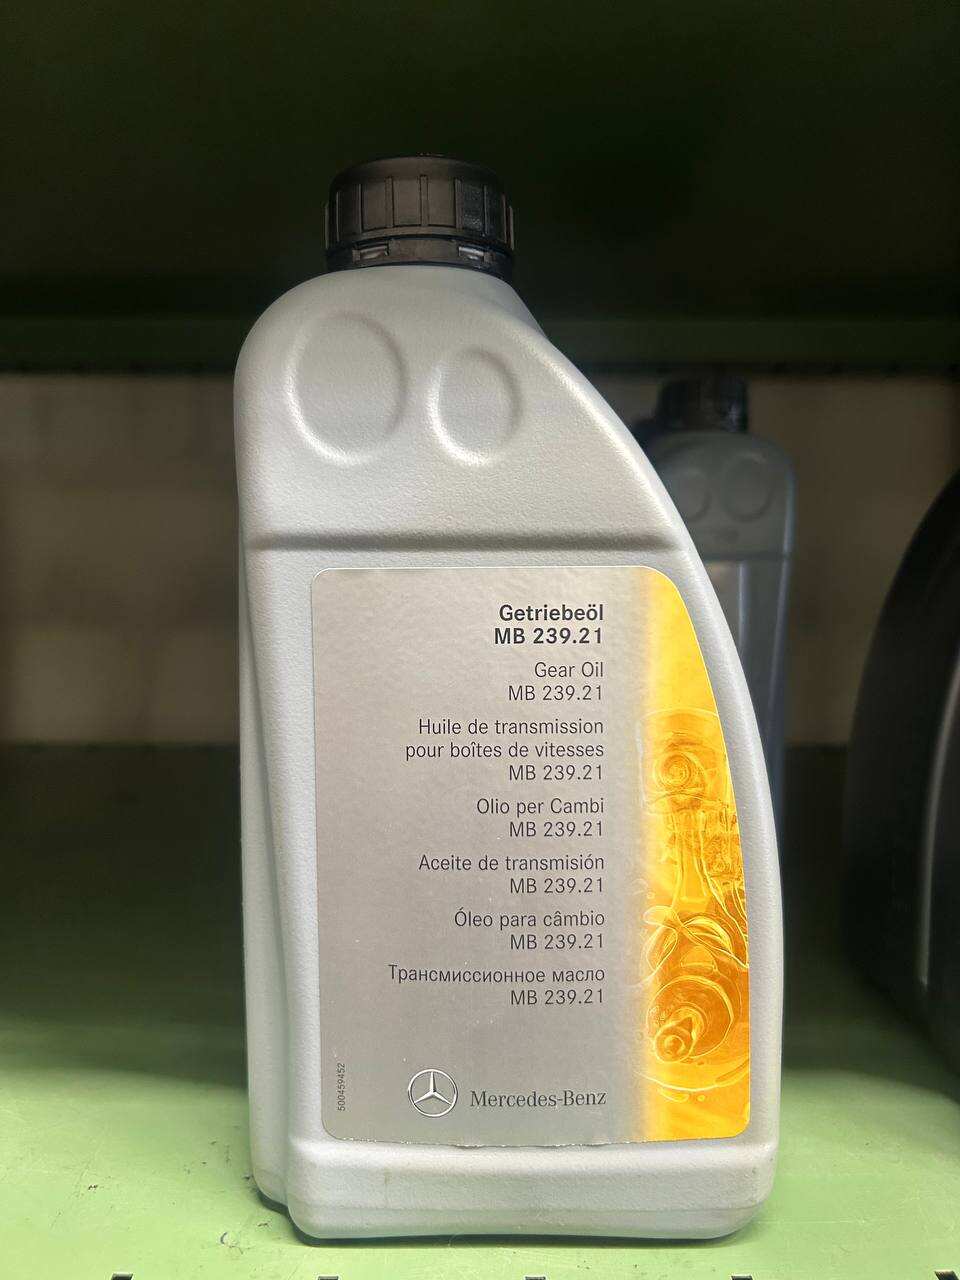 Getriebeöl
MB 239.21
Gear Oil
MB 239.21
Huile de transmission
pour boîtes de vitesses
MB 239.21
Olio per Cambi
MB 239.21
Aceite de transmisión
MB 239.21
Óleo para câmbio
MB 239.21
Трансмиссионное масло
MB 239.21
500459452
Mercedes-Benz